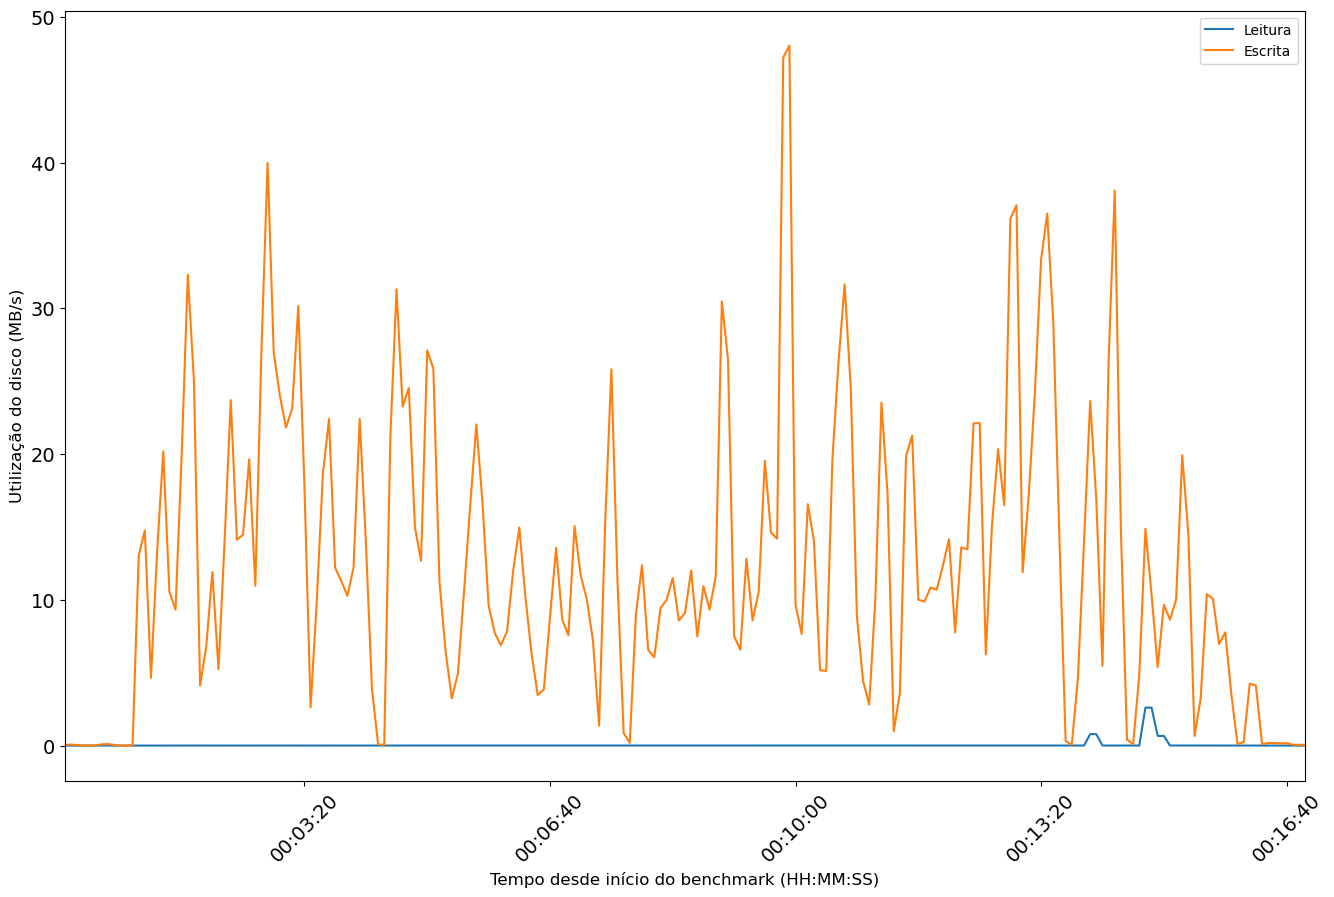 Leitura
Escrita
50
40
30
20
10
0
Utilização do disco (MB/s)
00:03:20
00:06:40
00:10:00
00:13:20
00:16:40
Tempo desde início do benchmark (HH:MM:SS)